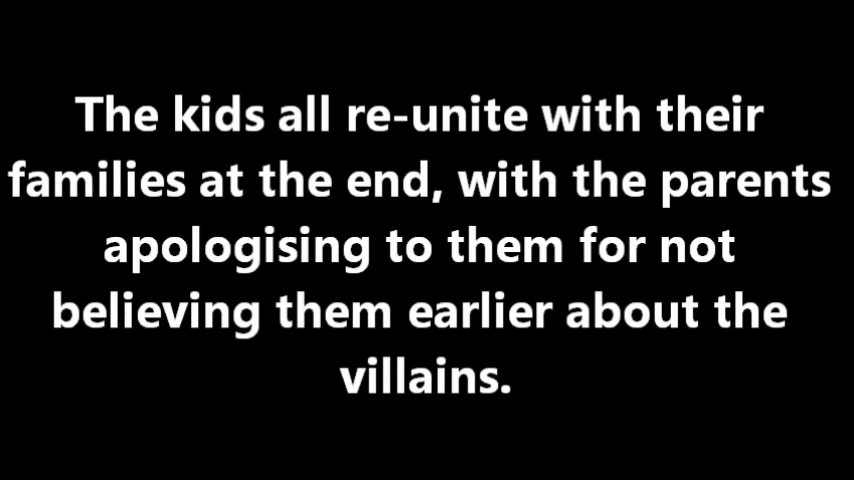 The kids all re-unite with their
families at the end, with the parents
apologising to them for not
believing them earlier about the
villains.